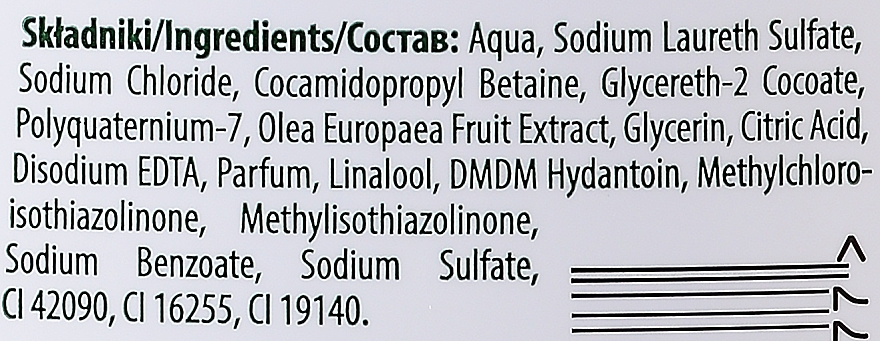 Składniki/Ingredients/Состав: Aqua, Sodium Laureth Sulfate,
Sodium Chloride, Cocamidopropyl Betaine, Glycereth-2 Cocoate,
Polyquaternium-7, Olea Europaea Fruit Extract, Glycerin, Citric Acid,
Disodium EDTA, Parfum, Linalool, DMDM Hydantoin, Methylchloro-
isothiazolinone, Methylisothiazolinone,
Sodium Benzoate, Sodium Sulfate,
CI 42090, CI 16255, CI 19140.